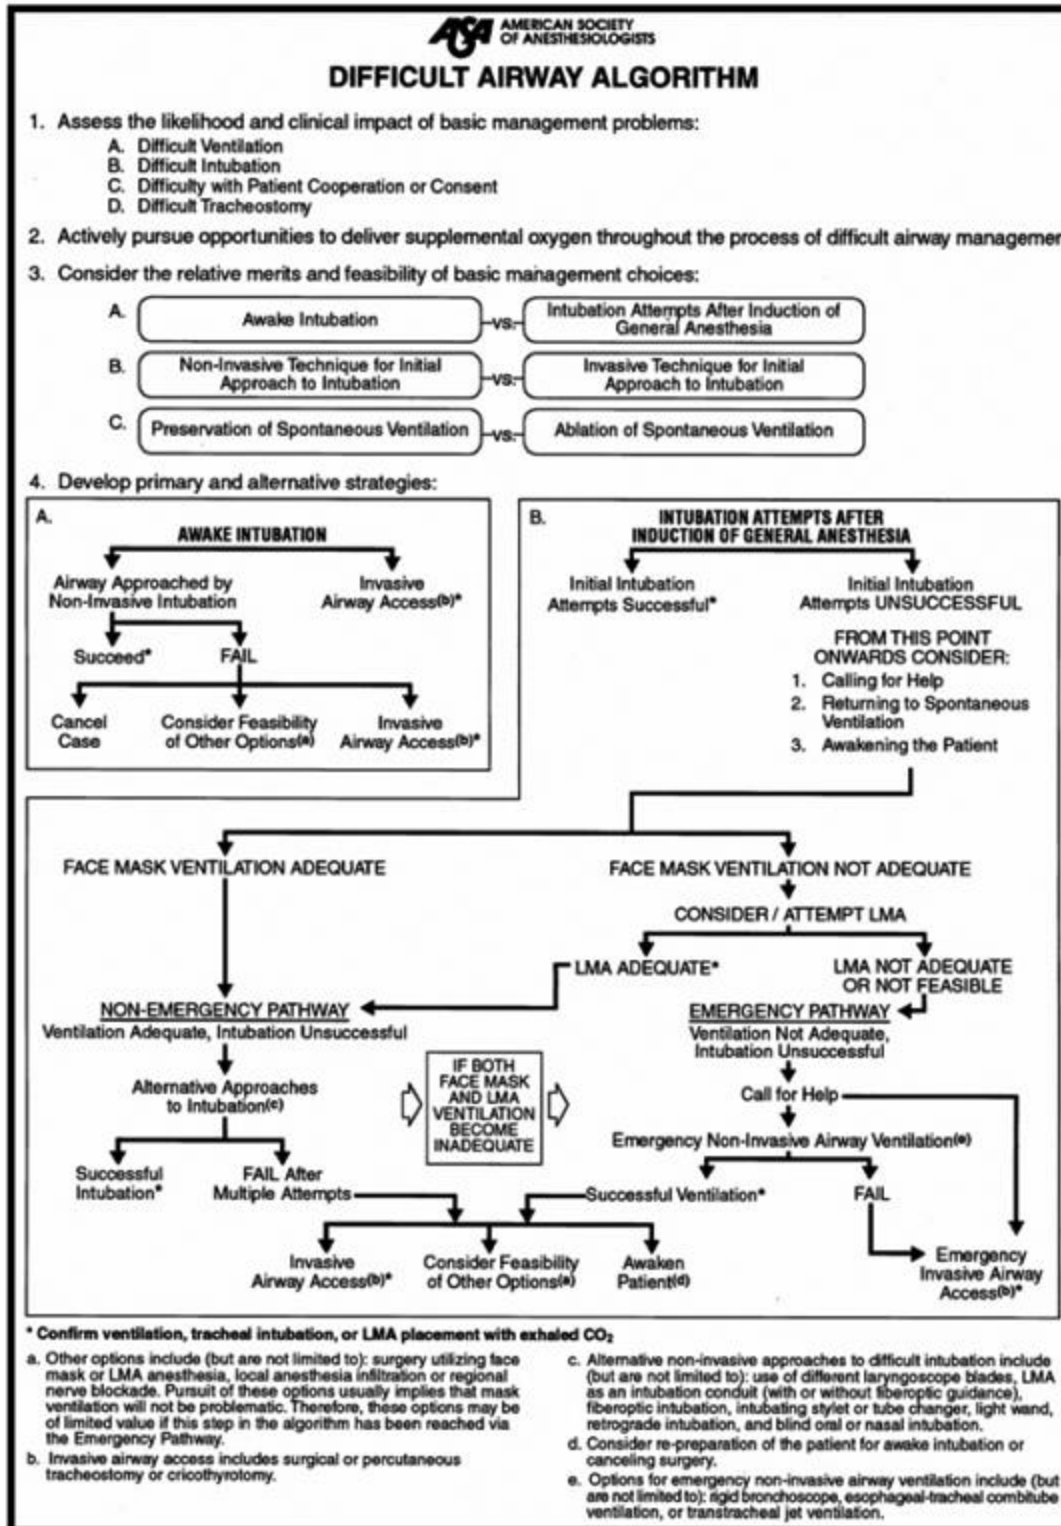 ASA AMERICAN SOCIETY
OF ANESTHESIOLOGISTS
DIFFICULT AIRWAY ALGORITHM
1. Assess the likelihood and clinical impact of basic management problems:
A. Difficult Ventilation
B. Difficult Intubation
C. Difficulty with Patient Cooperation or Consent
D. Difficult Tracheostomy
2. Actively pursue opportunities to deliver supplemental oxygen throughout the process of difficult airway managemen
3. Consider the relative merits and feasibility of basic management choices:
A.
Awake Intubation
vs.
Intubation Attempts After Induction of
General Anesthesia
B.
Non-Invasive Technique for Initial
Approach to Intubation
vs.
Invasive Technique for Initial
Approach to Intubation
C.
Preservation of Spontaneous Ventilation
vs.
Ablation of Spontaneous Ventilation
4. Develop primary and alternative strategies:
A.
AWAKE INTUBATION
Airway Approached by
Non-Invasive Intubation
Invasive
Airway Access(b)*
Succeed*
FAIL
Cancel
Case
Consider Feasibility
of Other Options(a)
Invasive
Airway Access(b)*
B.
INTUBATION ATTEMPTS AFTER
INDUCTION OF GENERAL ANESTHESIA
Initial Intubation
Attempts Successful*
Initial Intubation
Attempts UNSUCCESSFUL
FROM THIS POINT
ONWARDS CONSIDER:
1. Calling for Help
2. Returning to Spontaneous
Ventilation
3. Awakening the Patient
FACE MASK VENTILATION ADEQUATE
FACE MASK VENTILATION NOT ADEQUATE
CONSIDER / ATTEMPT LMA
LMA ADEQUATE*
LMA NOT ADEQUATE
OR NOT FEASIBLE
NON-EMERGENCY PATHWAY
Ventilation Adequate, Intubation Unsuccessful
EMERGENCY PATHWAY
Ventilation Not Adequate,
Intubation Unsuccessful
IF BOTH
FACE MASK
AND LMA
VENTILATION
BECOME
INADEQUATE
Alternative Approaches
to Intubation(c)
Call for Help
Emergency Non-Invasive Airway Ventilation(e)
Successful
Intubation*
FAIL After
Multiple Attempts
Successful Ventilation*
FAIL
Invasive
Airway Access(b)*
Consider Feasibility
of Other Options(a)
Awaken
Patient(d)
Emergency
Invasive Airway
Access(b)*
* Confirm ventilation, tracheal intubation, or LMA placement with exhaled CO₂
a. Other options include (but are not limited to): surgery utilizing face
mask or LMA anesthesia, local anesthesia infiltration or regional
nerve blockade. Pursuit of these options usually implies that mask
ventilation will not be problematic. Therefore, these options may be
of limited value if this step in the algorithm has been reached via
the Emergency Pathway.
b. Invasive airway access includes surgical or percutaneous
tracheostomy or cricothyrotomy.
c. Alternative non-invasive approaches to difficult intubation include
(but are not limited to): use of different laryngoscope blades, LMA
as an intubation conduit (with or without fiberoptic guidance),
fiberoptic intubation, intubating stylet or tube changer, light wand,
retrograde intubation, and blind oral or nasal intubation.
d. Consider re-preparation of the patient for awake intubation or
canceling surgery.
e. Options for emergency non-invasive airway ventilation include (but
are not limited to): rigid bronchoscope, esophageal-tracheal combitube
ventilation, or transtracheal jet ventilation.